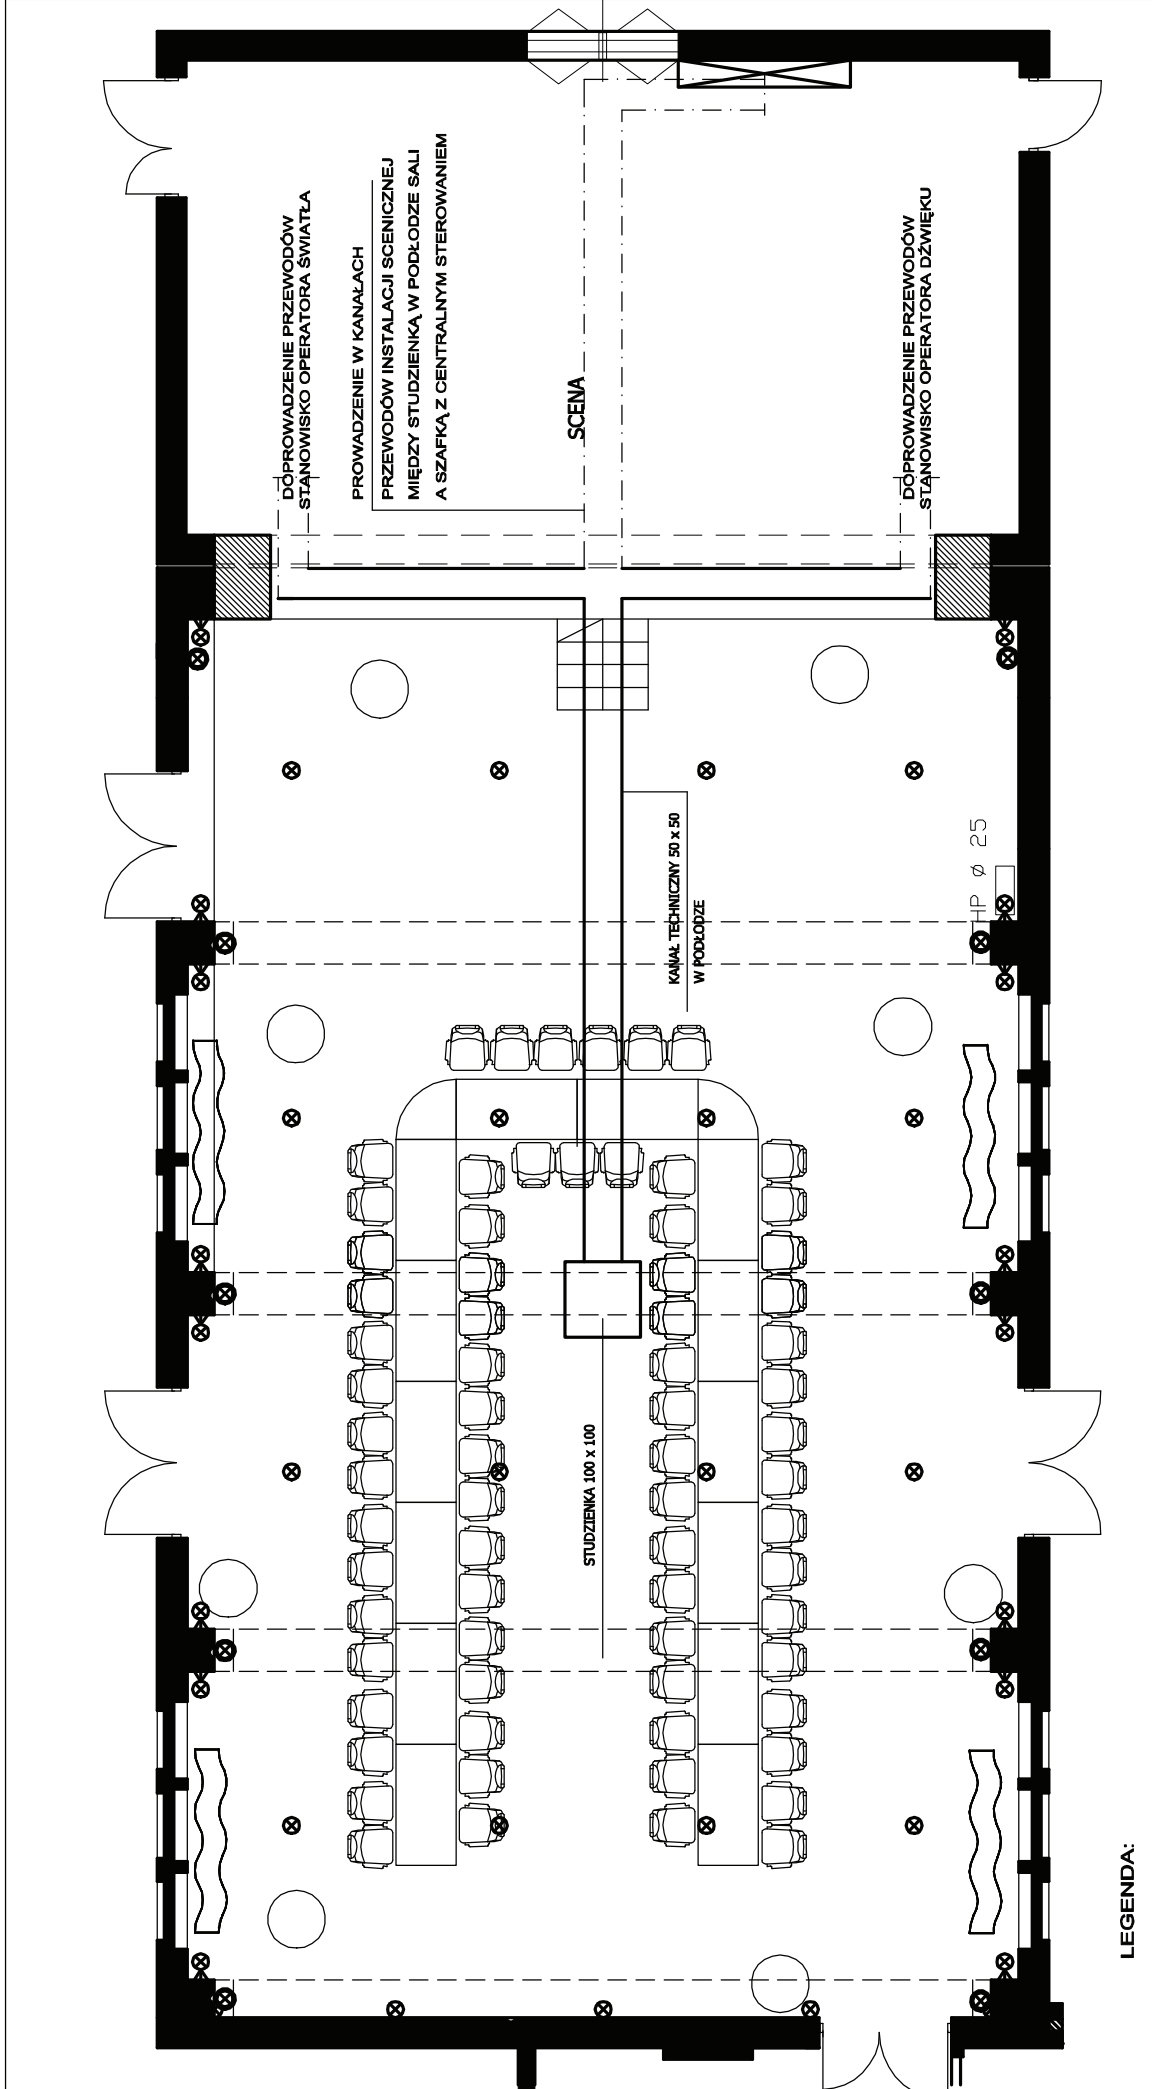 DOPROWADZENIE PRZEWODÓW
STANOWISKO OPERATORA ŚWIATŁA
PROWADZENIE W KANAŁACH
PRZEWODÓW INSTALACJI SCENICZNEJ
MIĘDZY STUDZIENKĄ W PODŁODZE SALI
A SZAFKĄ Z CENTRALNYM STEROWANIEM
SCENA
DOPROWADZENIE PRZEWODÓW
STANOWISKO OPERATORA DŹWIĘKU
KANAŁ TECHNICZNY 50 x 50
W PODŁODZE
HP Ø 25
STUDZIENKA 100 x 100
LEGENDA: